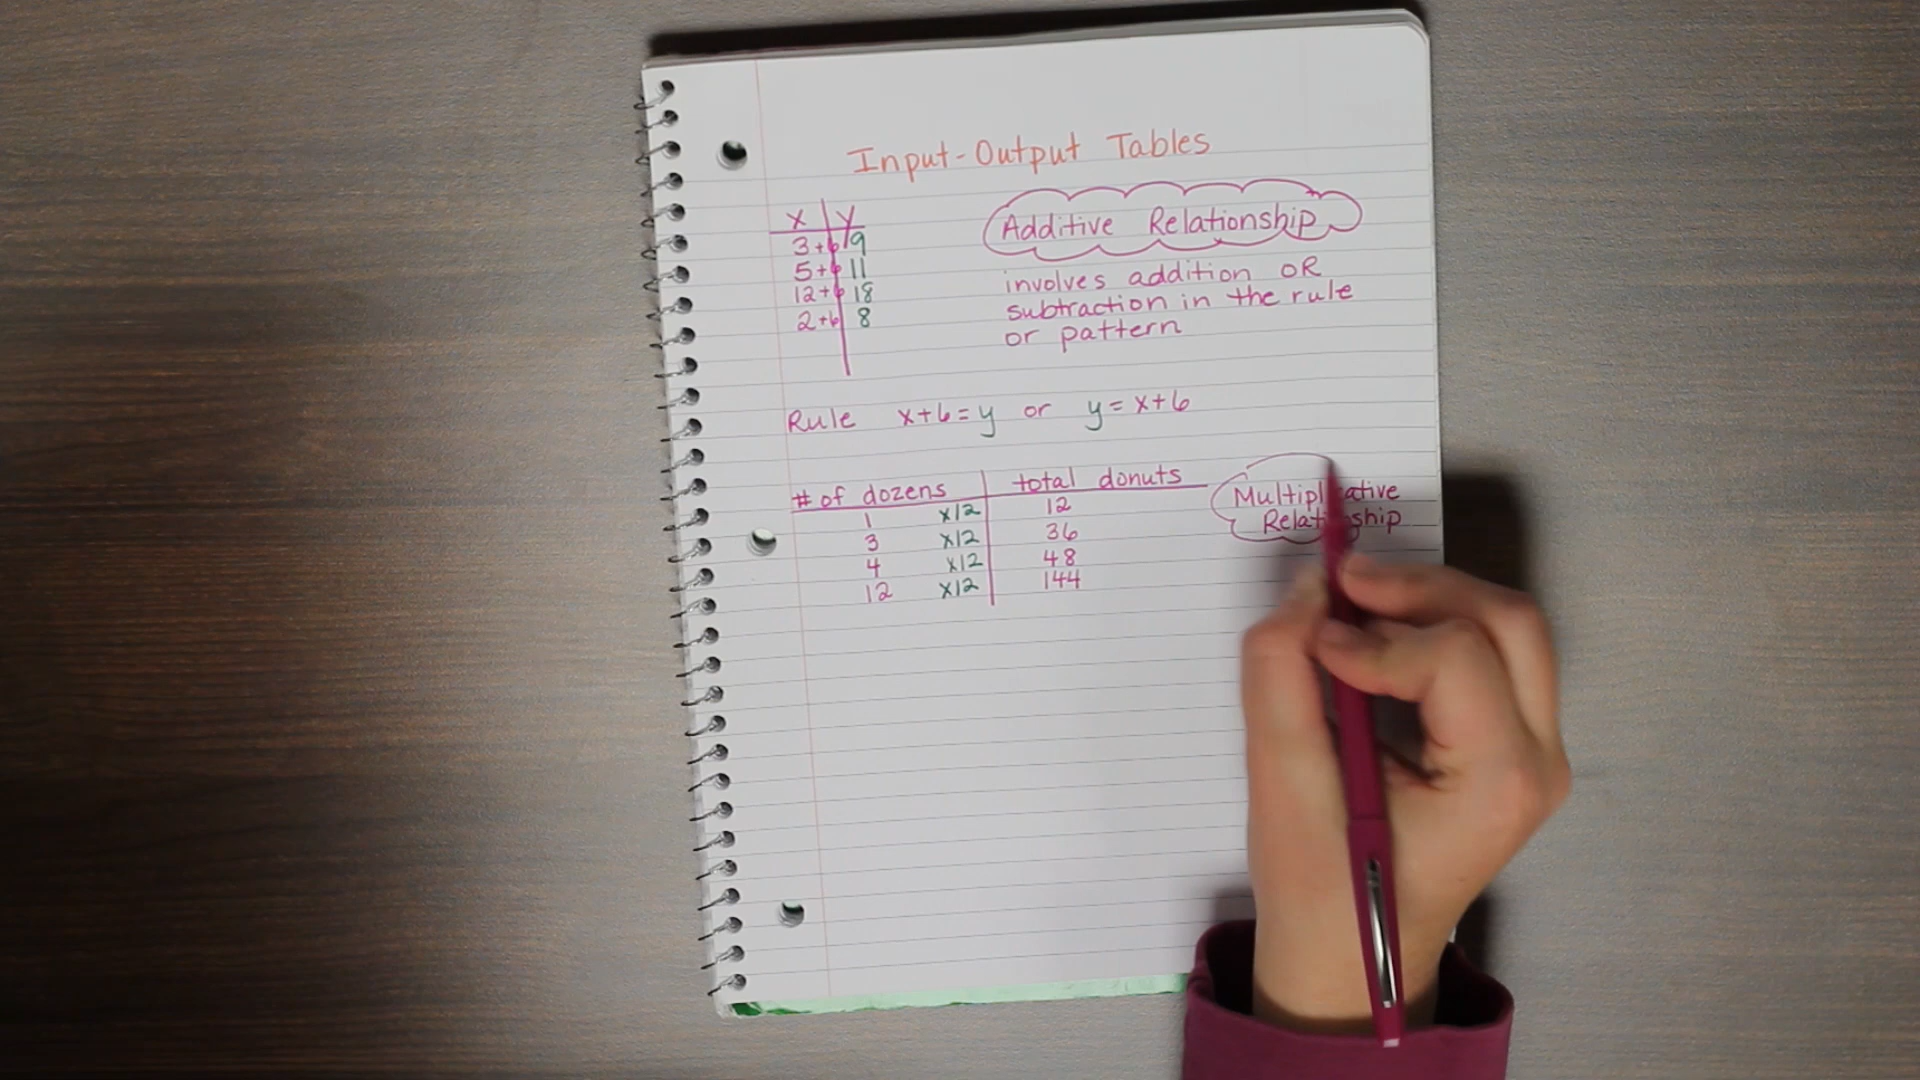 Input-Output Tables
x y
3+6 9
5+6 11
12+6 18
2+6 8
Additive Relationship
involves addition OR
subtraction in the rule
or pattern
Rule x+6=y or y=x+6
# of dozens total donuts
1 x12 12
3 x12 36
4 x12 48
12 x12 144
Multiplicative
Relationship